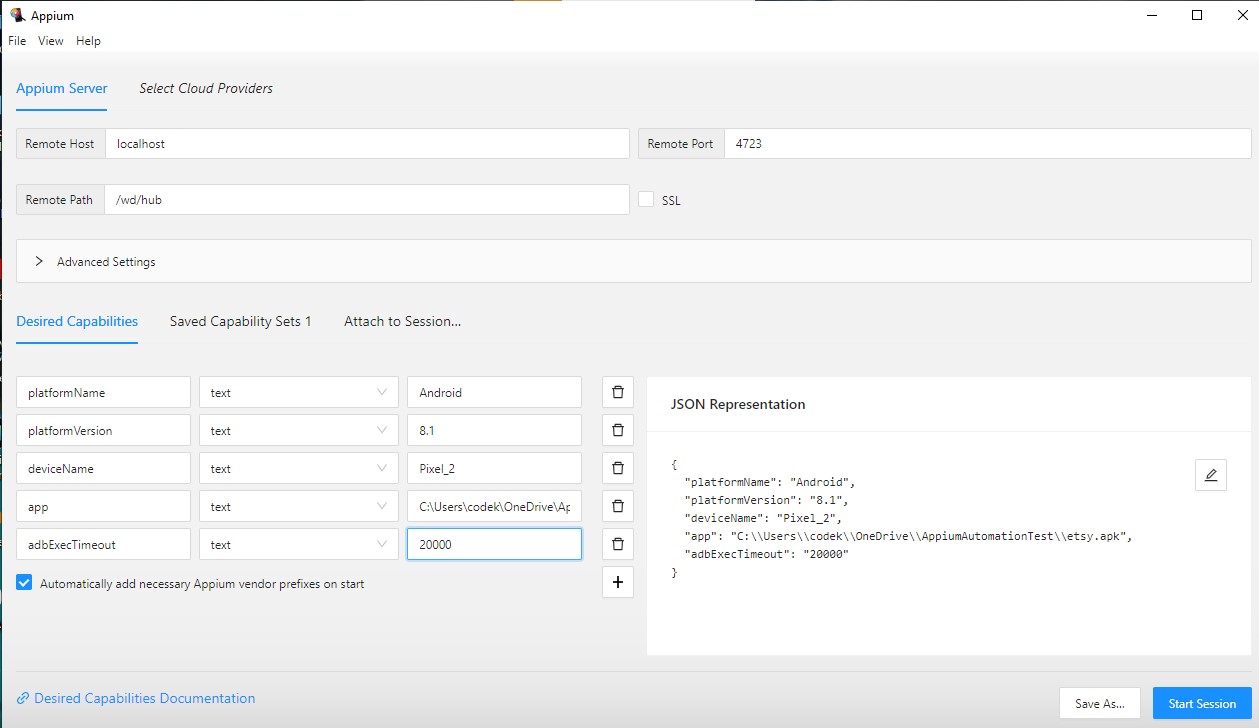 Appium
File View Help
Appium Server Select Cloud Providers
Remote Host localhost Remote Port 4723
Remote Path /wd/hub SSL
Advanced Settings
Desired Capabilities Saved Capability Sets 1 Attach to Session...
platformName text Android
platformVersion text 8.1
deviceName text Pixel_2
app text C:\Users\codek\OneDrive\Ap
adbExecTimeout text 20000
Automatically add necessary Appium vendor prefixes on start
JSON Representation
{
"platformName": "Android",
"platformVersion": "8.1",
"deviceName": "Pixel_2",
"app": "C:\\Users\\codek\\OneDrive\\AppiumAutomationTest\\etsy.apk",
"adbExecTimeout": "20000"
}
Desired Capabilities Documentation
Save As... Start Session